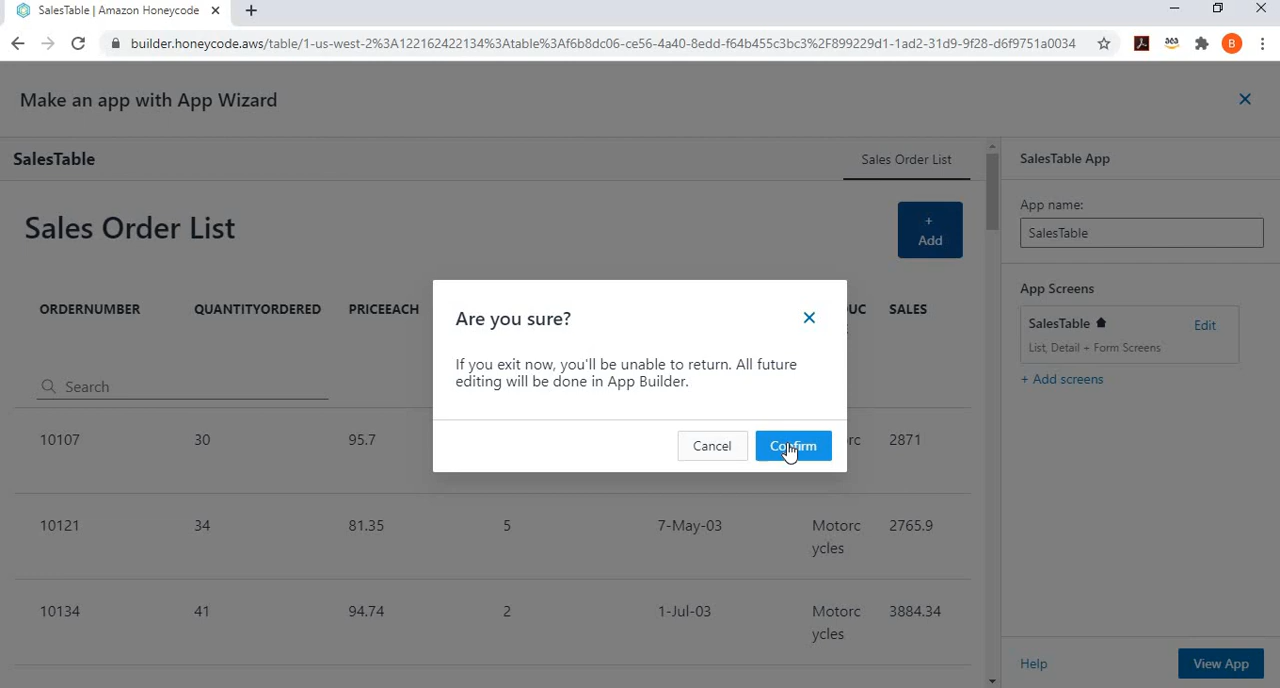 SalesTable | Amazon Honeycode
builder.honeycode.aws/table/1-us-west-2%3A122162422134%3Atable%3Af6b8dc06-ce56-4a40-8edd-f64b455c3bc3%2F899229d1-1ad2-31d9-9f28-d6f9751a0034
B
Make an app with App Wizard
SalesTable
Sales Order List
Sales Order List
+
Add
ORDERNUMBER QUANTITYORDERED PRICEEACH SALES
Search
10107 30 95.7 2871
10121 34 81.35 5 7-May-03 Motorc
ycles 2765.9
10134 41 94.74 2 1-Jul-03 Motorc
ycles 3884.34
Are you sure?
If you exit now, you'll be unable to return. All future
editing will be done in App Builder.
Cancel Confirm
SalesTable App
App name:
SalesTable
App Screens
SalesTable Edit
List, Detail + Form Screens
+ Add screens
Help View App